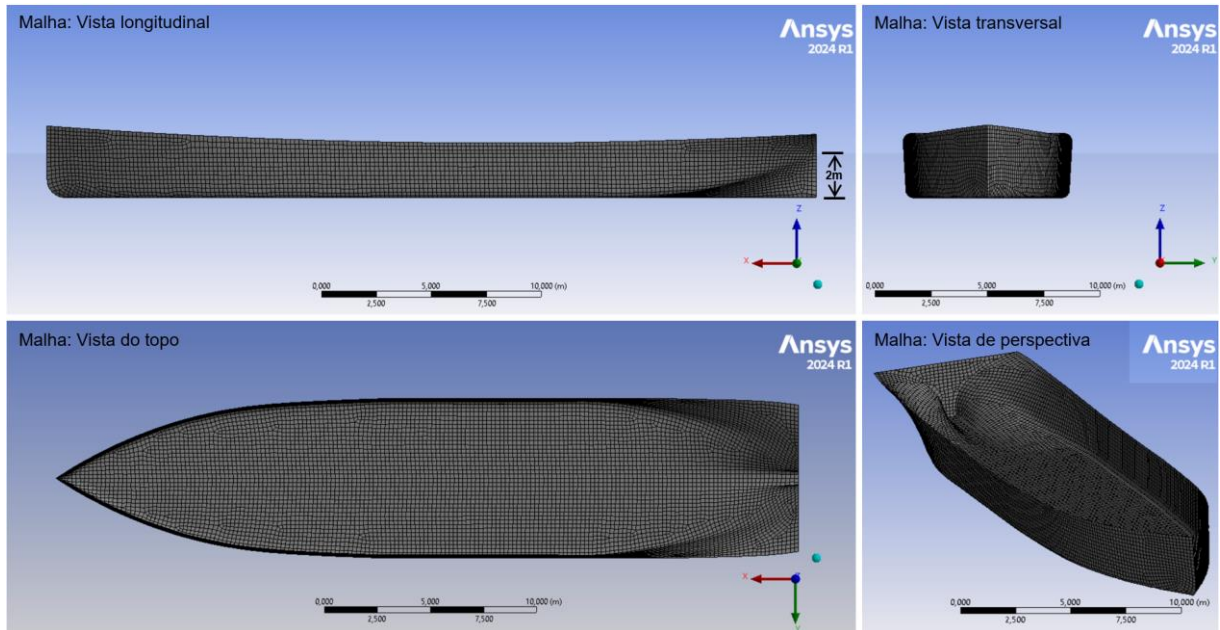 Malha: Vista longitudinal
Ansys
2024 R1
2m
Z
X
0,000 5,000 10,000 (m)
2,500 7,500
Malha: Vista transversal
Ansys
2024 R1
Z
Y
0,000 5,000 10,000 (m)
2,500 7,500
Malha: Vista do topo
Ansys
2024 R1
X
Z
Y
0,000 5,000 10,000 (m)
2,500 7,500
Malha: Vista de perspectiva
Ansys
2024 R1
0,000 5,000 10,000 (m)
2,500 7,500